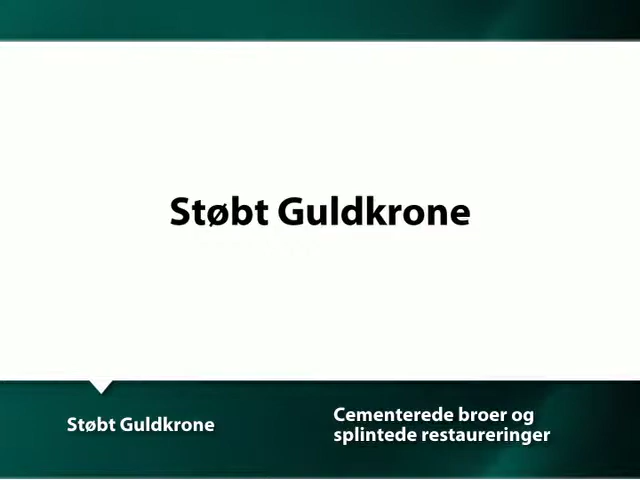 Støbt Guldkrone
Støbt Guldkrone
Cementerede broer og
splintede restaureringer